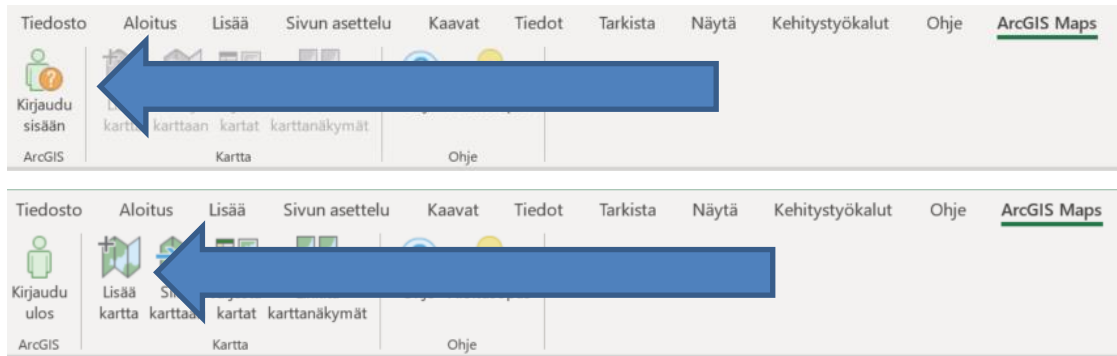 Tiedosto Aloitus Lisää Sivun asettelu Kaavat Tiedot Tarkista Näytä Kehitystyökalut Ohje ArcGIS Maps
Kirjaudu
sisään kartta karttaan kartat karttanäkymät
ArcGIS Kartta Ohje
Tiedosto Aloitus Lisää Sivun asettelu Kaavat Tiedot Tarkista Näytä Kehitystyökalut Ohje ArcGIS Maps
Kirjaudu Lisää
ulos kartta karttaan kartat karttanäkymät
ArcGIS Kartta Ohje